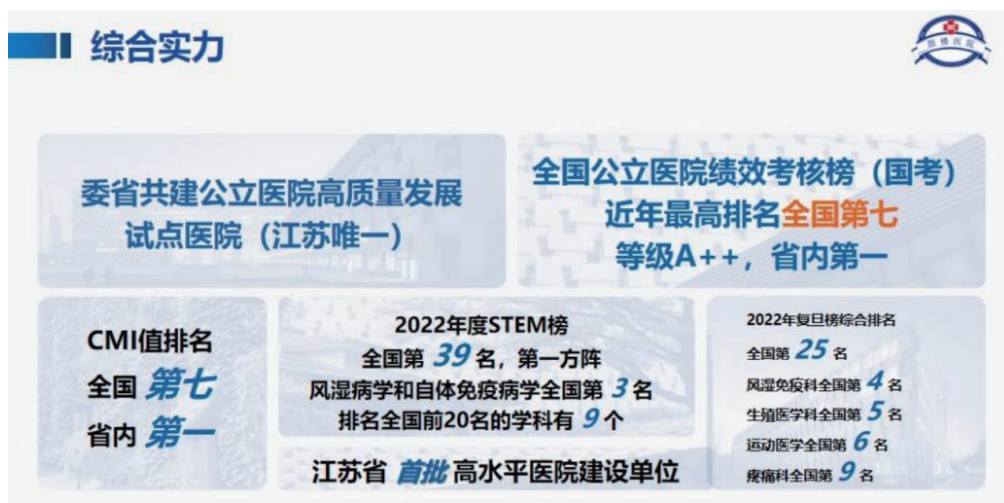 综合实力
鼓楼医院
委省共建公立医院高质量发展
试点医院（江苏唯一）
全国公立医院绩效考核榜（国考）
近年最高排名全国第七
等级A++，省内第一
CMI值排名
全国 第七
省内 第一
2022年度STEM榜
全国第 39 名，第一方阵
风湿病学和自体免疫病学全国第 3 名
排名全国前20名的学科有 9 个
江苏省 首批 高水平医院建设单位
2022年复旦榜综合排名
全国第 25 名
风湿免疫科全国第 4 名
生殖医学科全国第 5 名
运动医学全国第 6 名
疼痛科全国第 9 名